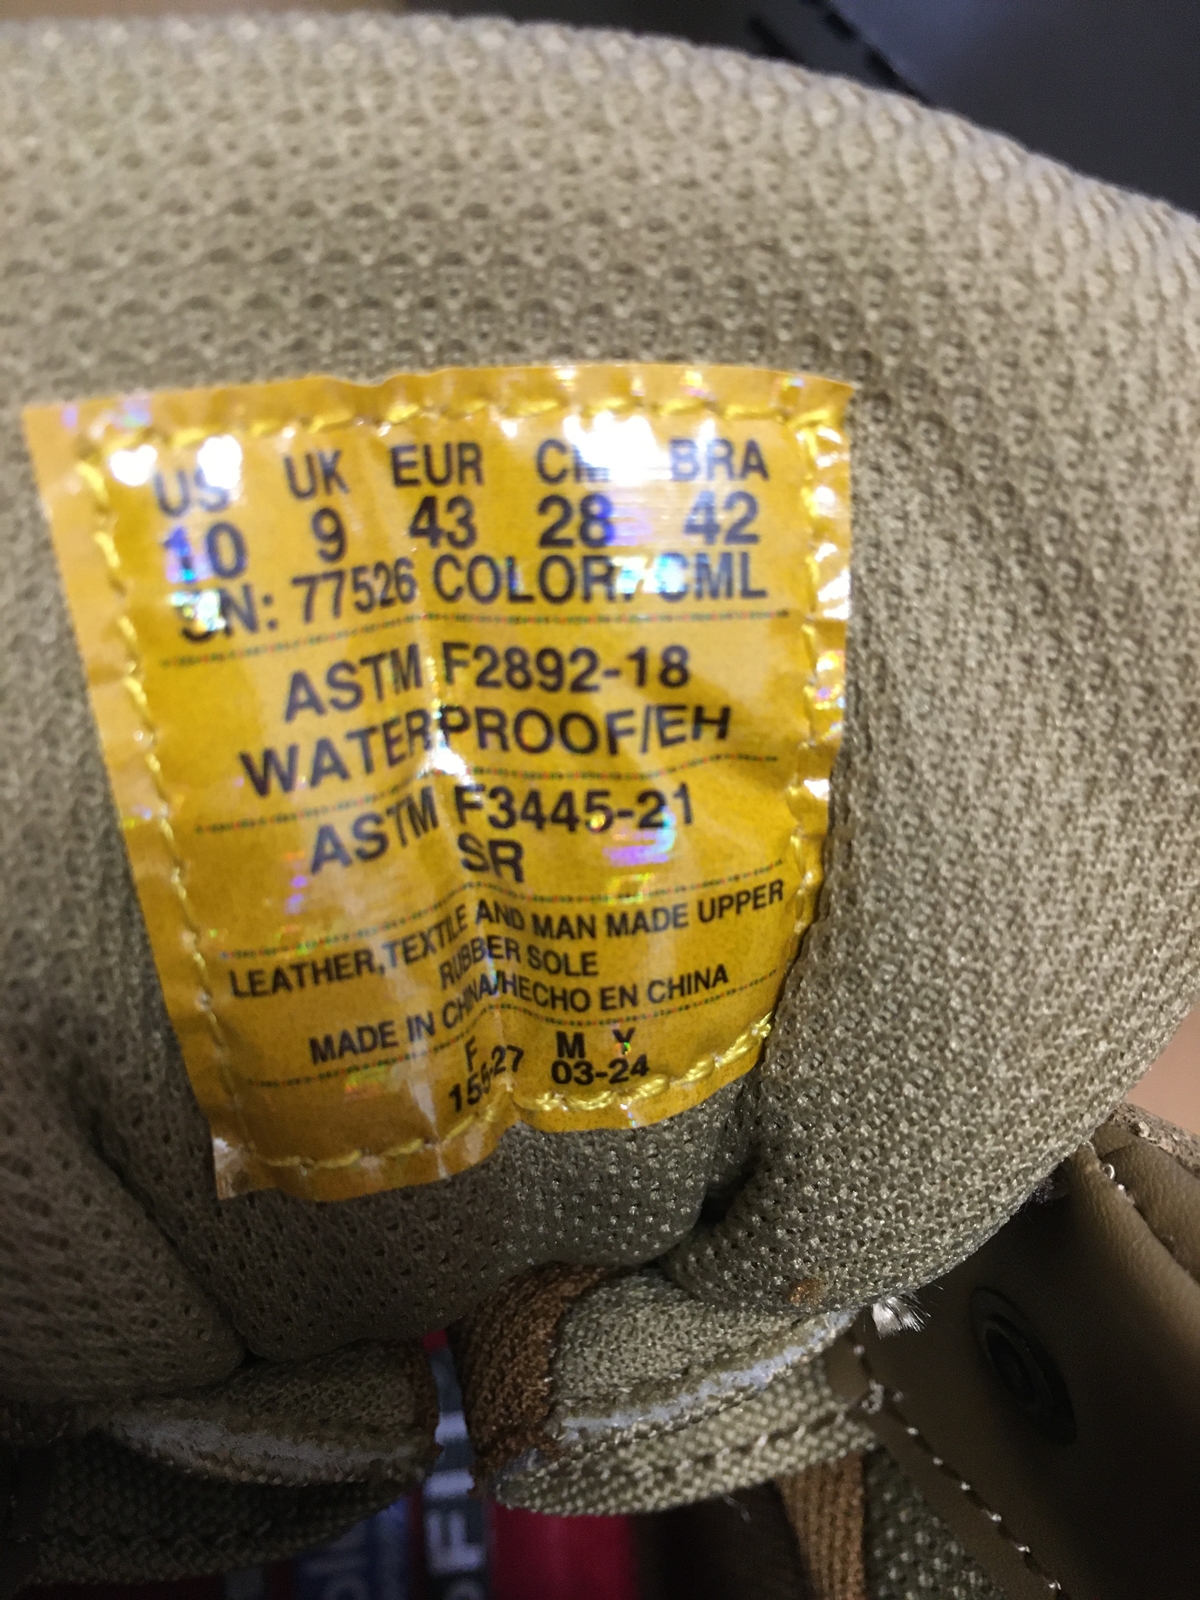 US UK EUR CM BRA
10 9 43 28 42
SN: 77526 COLOR: CML
ASTM F2892-18
WATERPROOF/EH
ASTM F3445-21
SR
LEATHER,TEXTILE AND MAN MADE UPPER
RUBBER SOLE
MADE IN CHINA/HECHO EN CHINA
F M Y
03-24